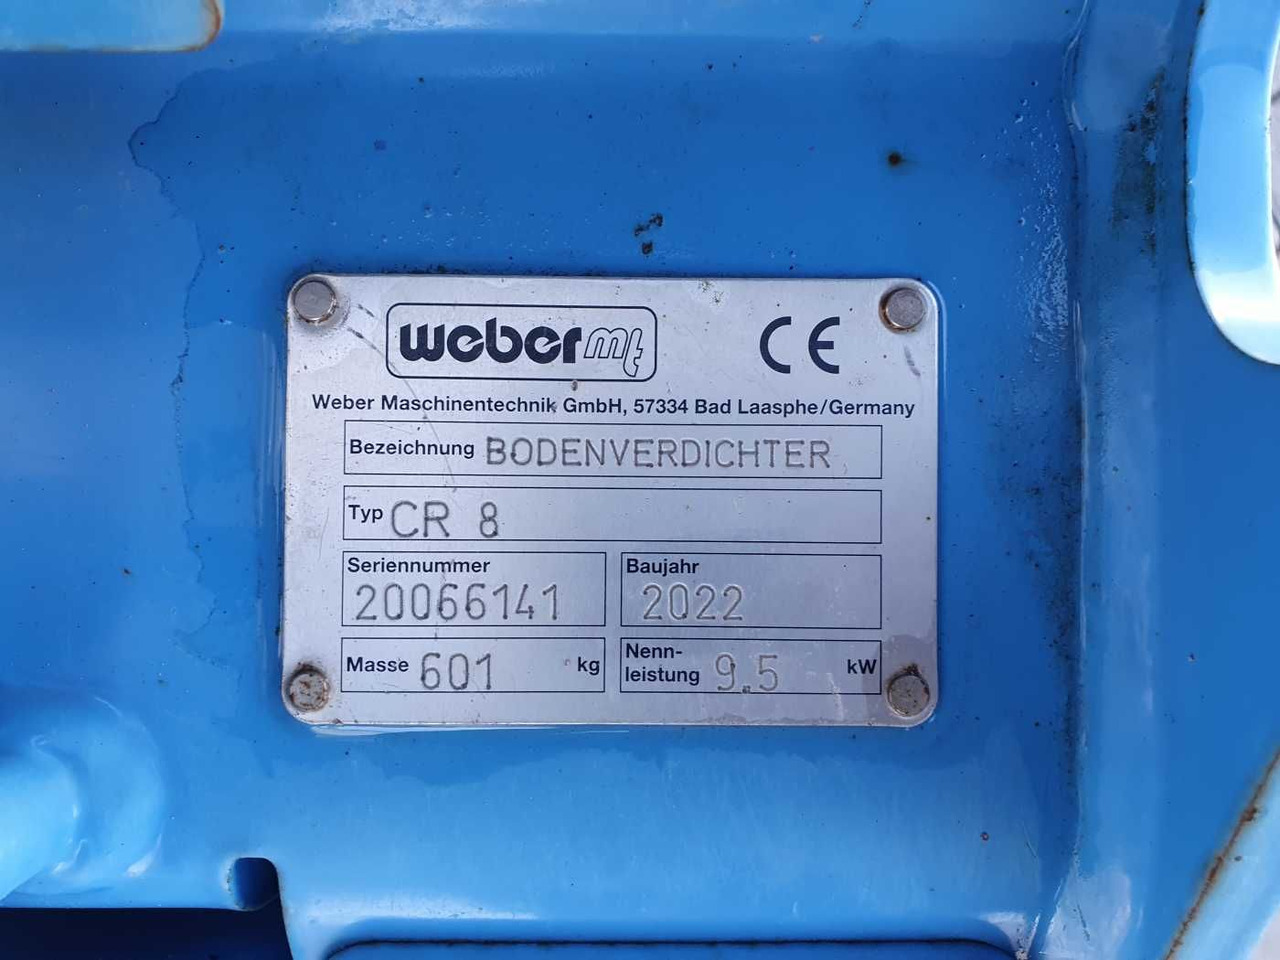 weber mt CE
Weber Maschinentechnik GmbH, 57334 Bad Laasphe/Germany
Bezeichnung BODENVERDICHTER
Typ CR 8
Seriennummer Baujahr
20066141 2022
Masse 601 kg Nenn-
leistung 9.5 kW